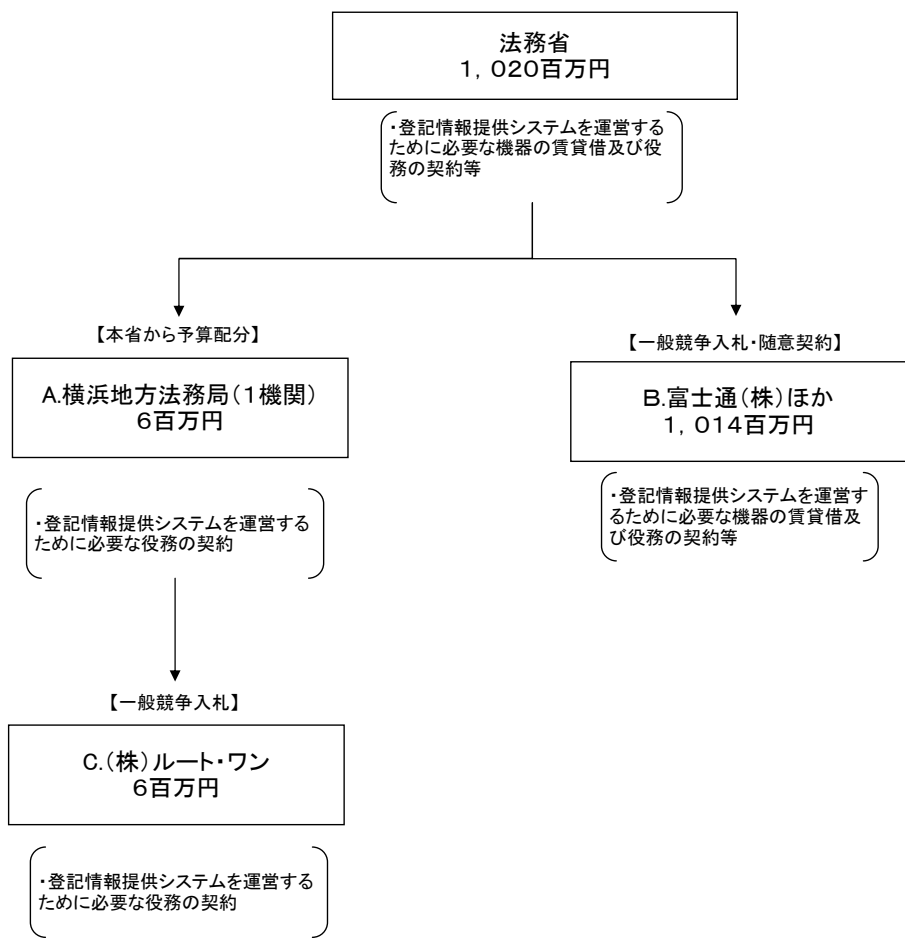 法務省
１，０２０百万円
・登記情報提供システムを運営する
ために必要な機器の賃貸借及び役
務の契約等
【本省から予算配分】
【一般競争入札・随意契約】
A.横浜地方法務局（１機関）
６百万円
B.富士通（株）ほか
１，０１４百万円
・登記情報提供システムを運営する
ために必要な役務の契約
・登記情報提供システムを運営す
るために必要な機器の賃貸借及
び役務の契約等
【一般競争入札】
C.（株）ルート・ワン
６百万円
・登記情報提供システムを運営する
ために必要な役務の契約